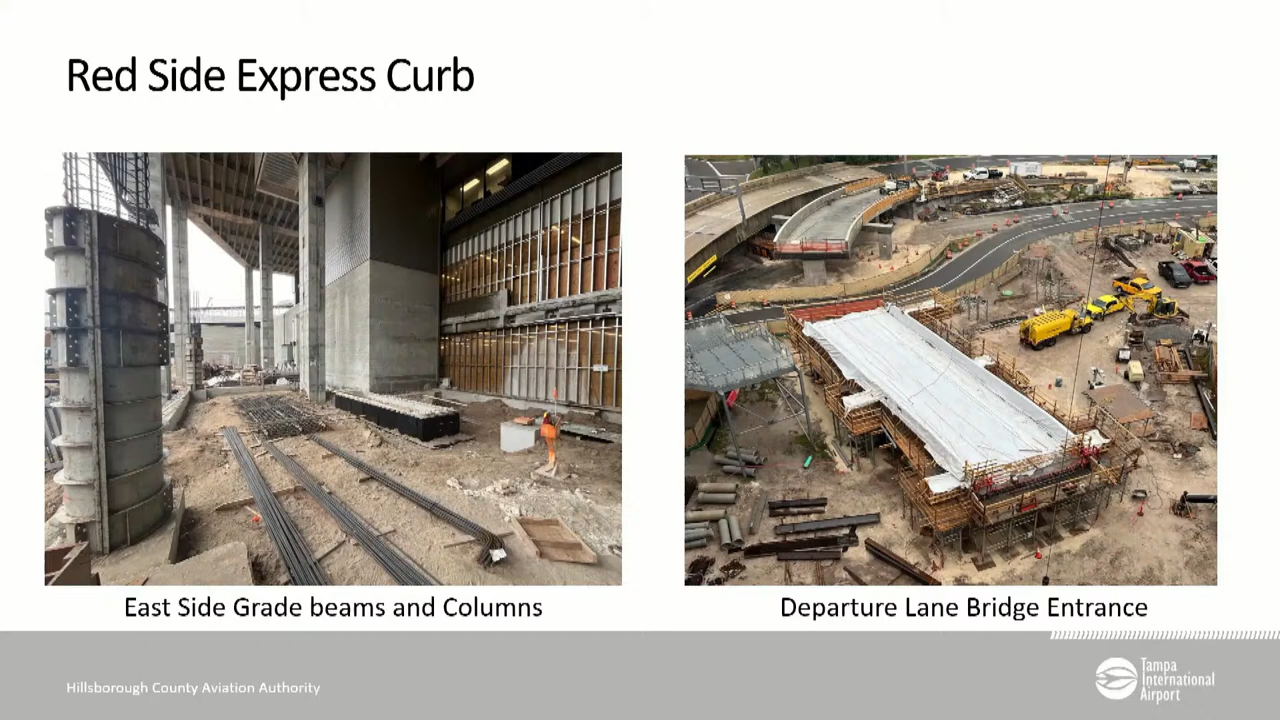 Red Side Express Curb
East Side Grade beams and Columns
Departure Lane Bridge Entrance
Hillsborough County Aviation Authority
Tampa
International
Airport